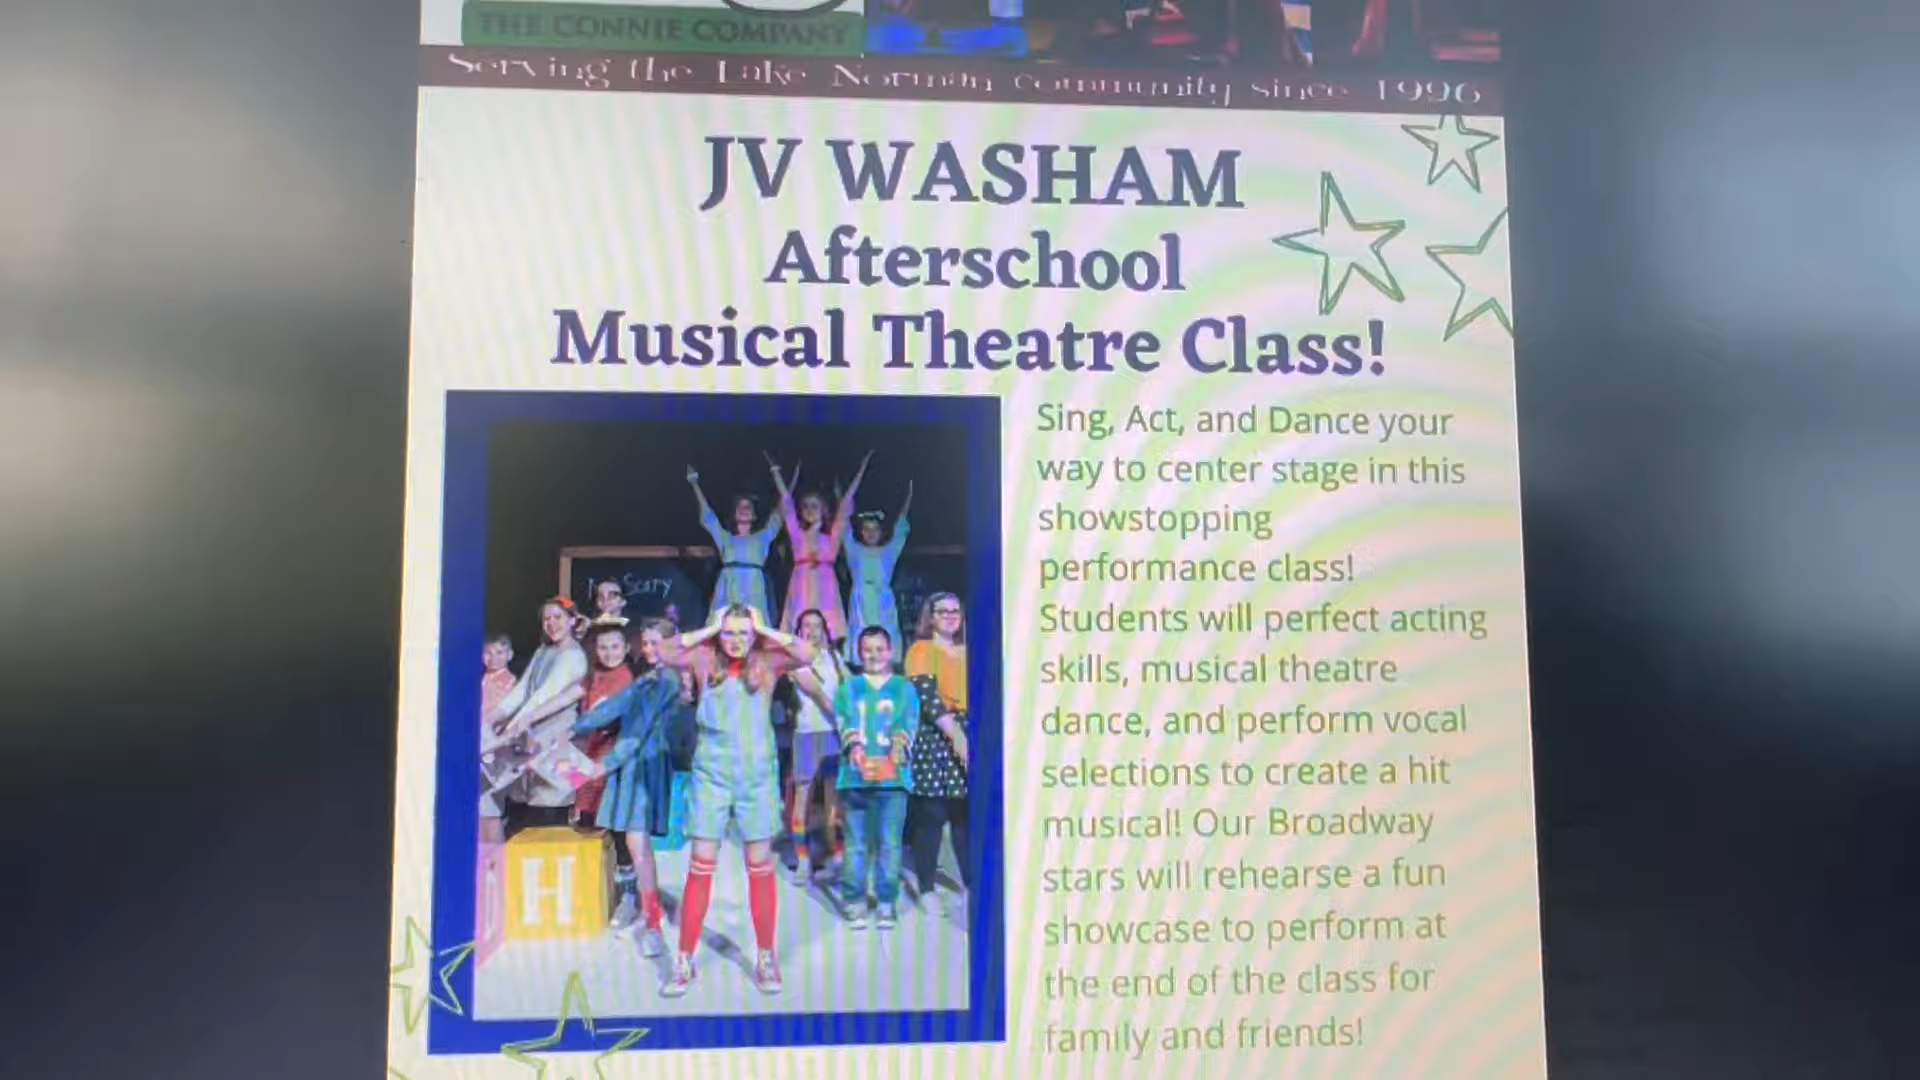 THE CONNIE COMPANY
Serving the Lake Norman community since 1996
JV WASHAM
Afterschool
Musical Theatre Class!
Sing, Act, and Dance your
way to center stage in this
showstopping
performance class!
Students will perfect acting
skills, musical theatre
dance, and perform vocal
selections to create a hit
musical! Our Broadway
stars will rehearse a fun
showcase to perform at
the end of the class for
family and friends!
Scary
12
H